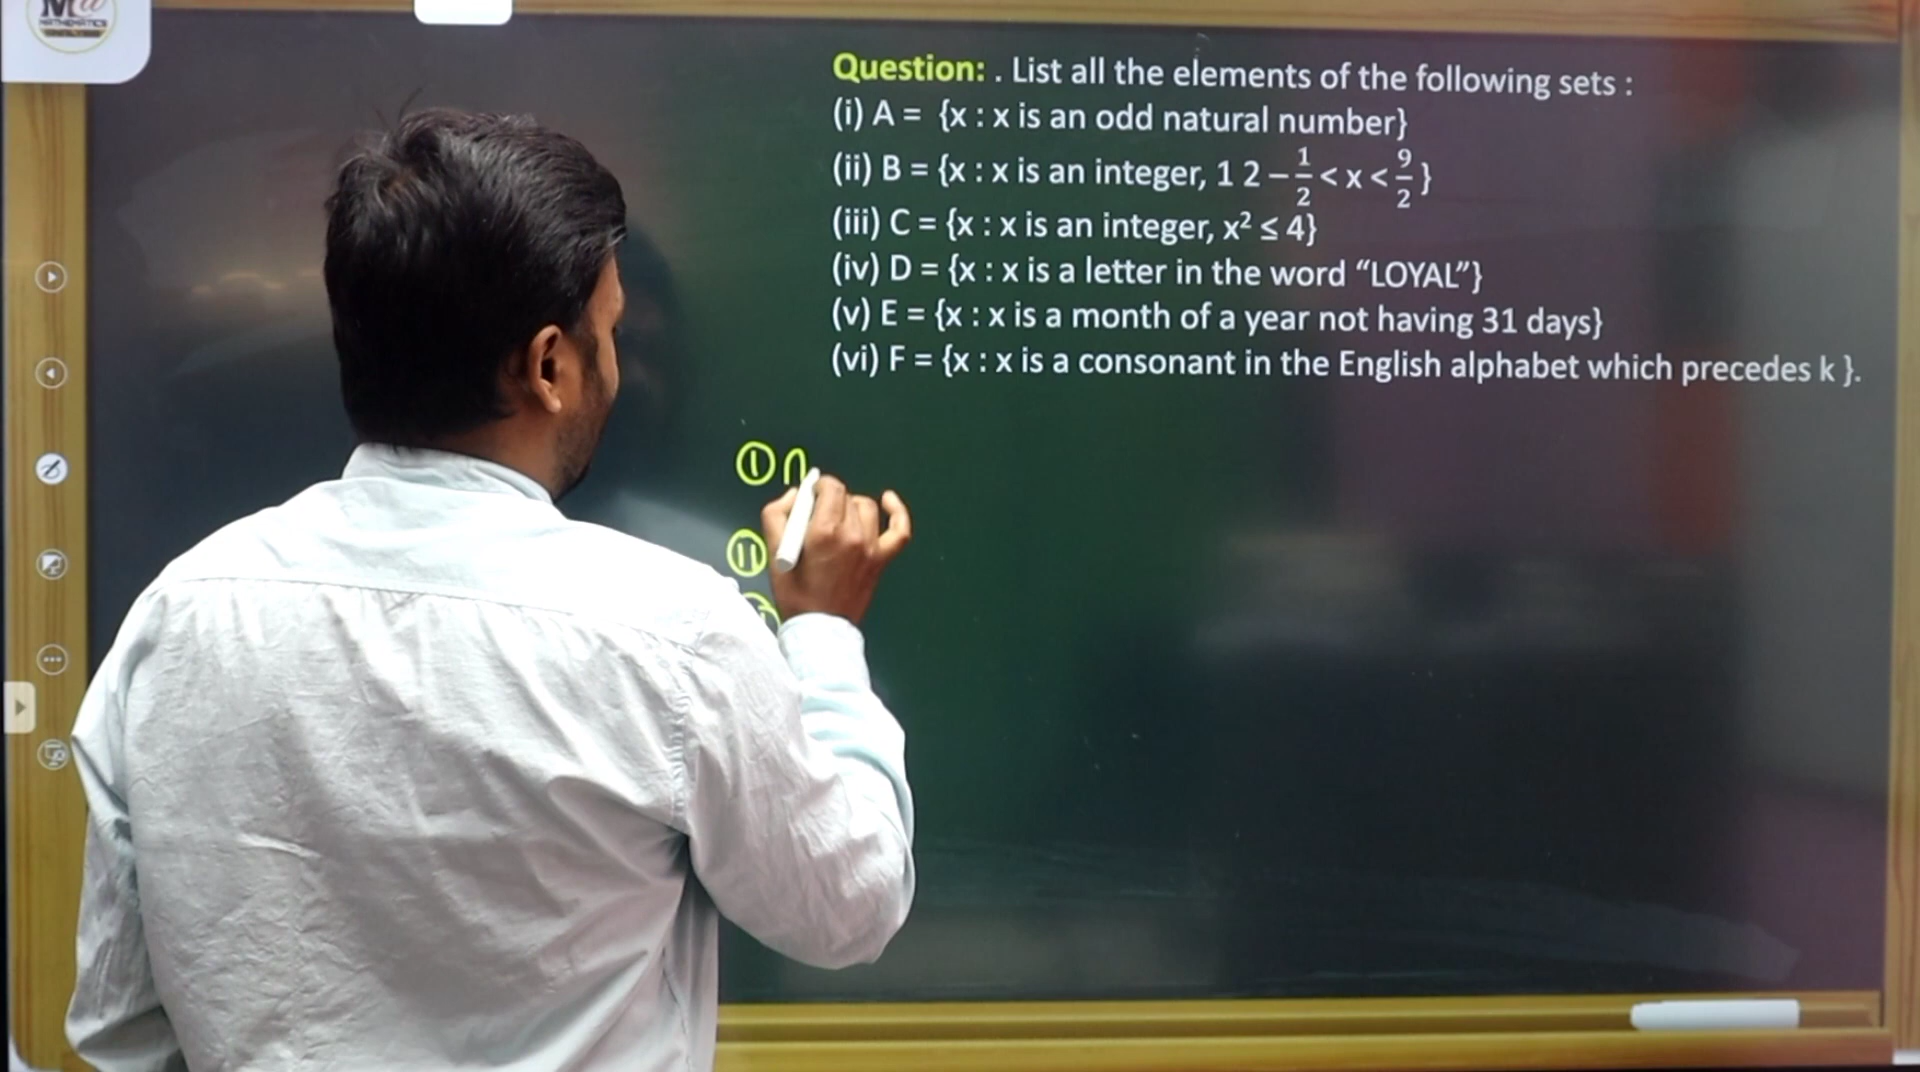 MATHEMATICS
Question: . List all the elements of the following sets :
(i) A = {x : x is an odd natural number}
(ii) B = {x : x is an integer, 1 2 − 1/2 < x < 9/2 }
(iii) C = {x : x is an integer, x² ≤ 4}
(iv) D = {x : x is a letter in the word “LOYAL”}
(v) E = {x : x is a month of a year not having 31 days}
(vi) F = {x : x is a consonant in the English alphabet which precedes k }.
(i)
(ii)